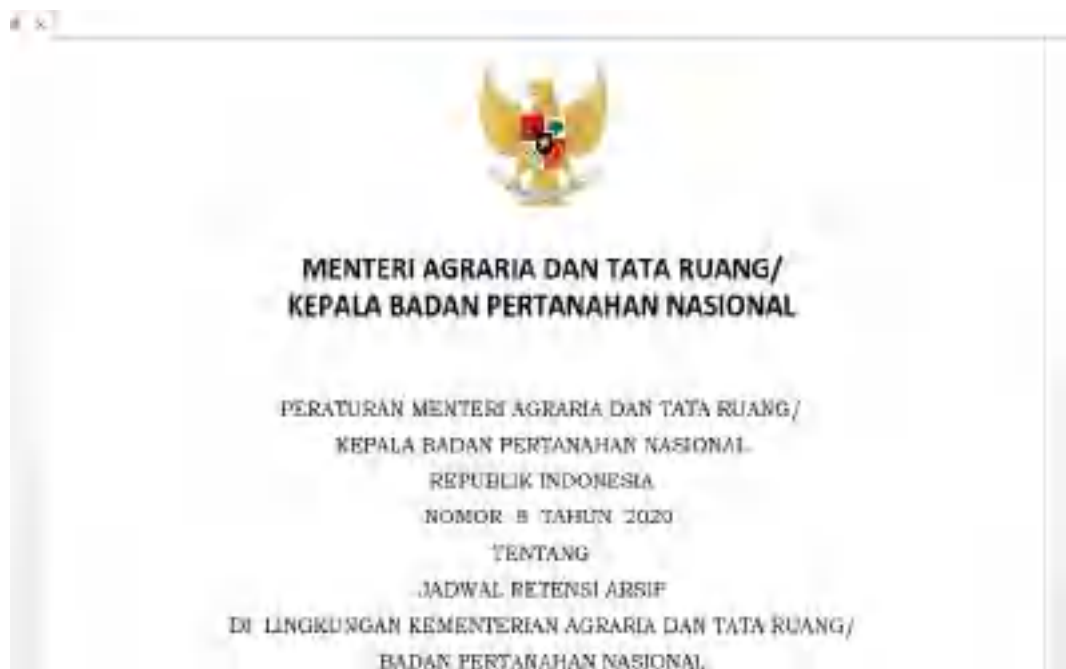 MENTERI AGRARIA DAN TATA RUANG/
KEPALA BADAN PERTANAHAN NASIONAL
PERATURAN MENTERI AGRARIA DAN TATA RUANG/
KEPALA BADAN PERTANAHAN NASIONAL
REPUBLIK INDONESIA
NOMOR 8 TAHUN 2020
TENTANG
JADWAL RETENSI ARSIP
DI LINGKUNGAN KEMENTERIAN AGRARIA DAN TATA RUANG/
BADAN PERTANAHAN NASIONAL